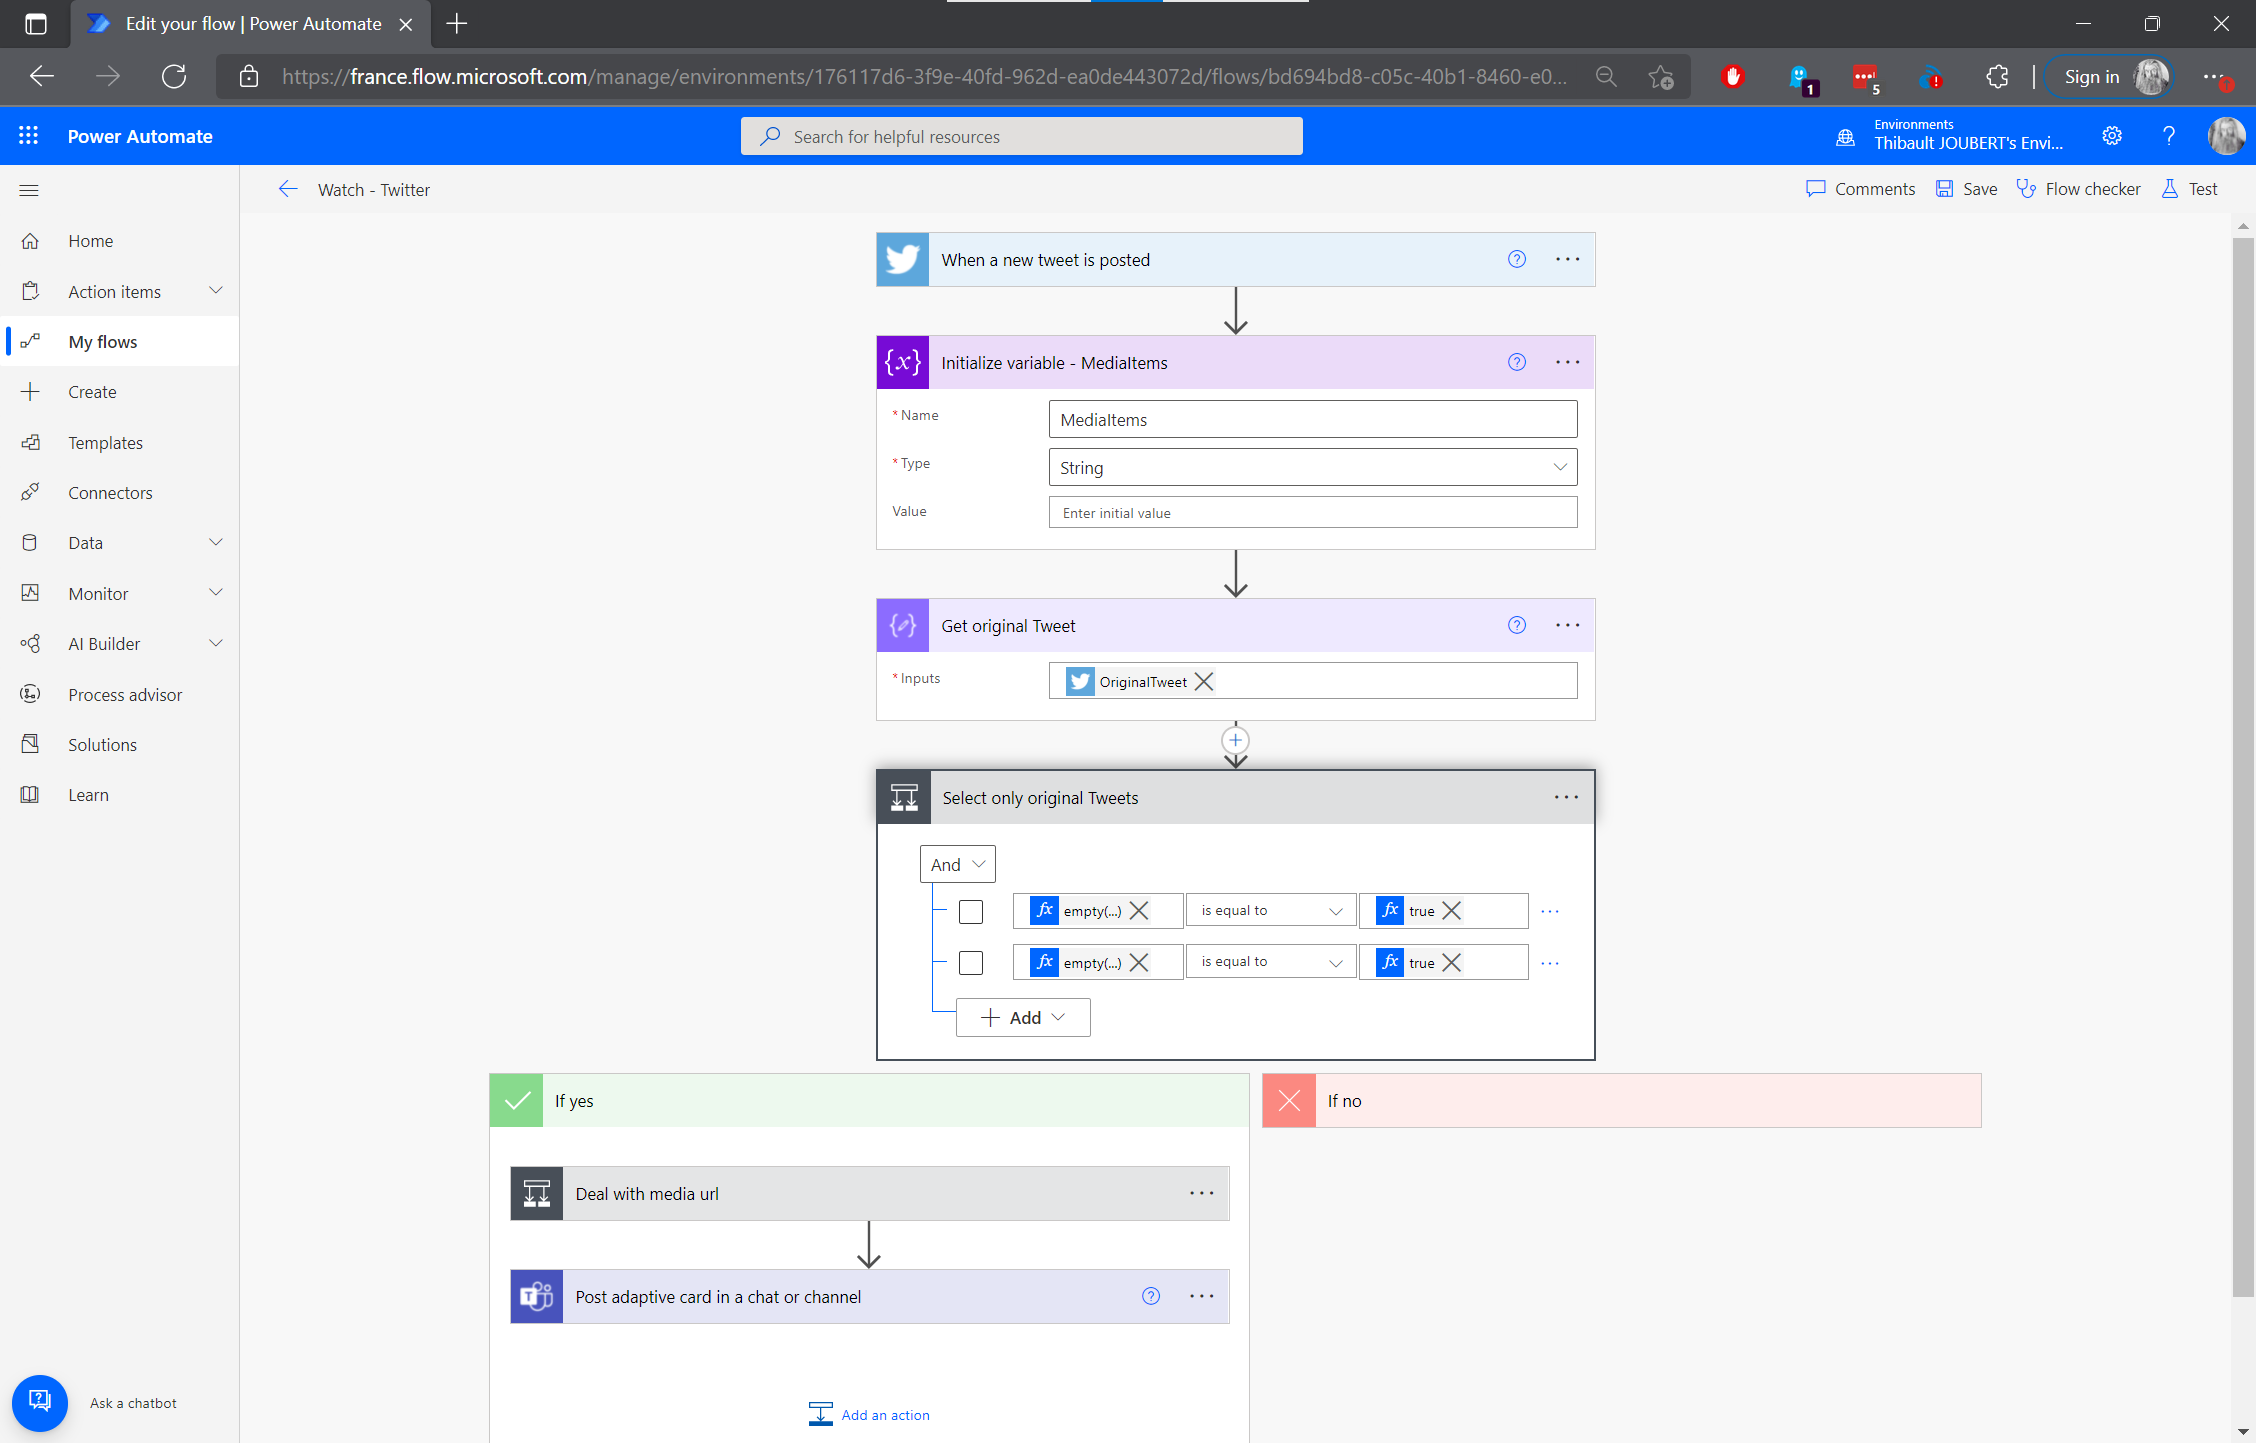 Edit your flow | Power Automate
https://france.flow.microsoft.com/manage/environments/176117d6-3f9e-40fd-962d-ea0de443072d/flows/bd694bd8-c05c-40b1-8460-e0...
1
5
Sign in
Power Automate
Search for helpful resources
Environments
Thibault JOUBERT's Envi...
Watch - Twitter
Comments
Save
Flow checker
Test
Home
Action items
My flows
Create
Templates
Connectors
Data
Monitor
AI Builder
Process advisor
Solutions
Learn
Ask a chatbot
When a new tweet is posted
{x} Initialize variable - MediaItems
* Name
MediaItems
* Type
String
Value
Enter initial value
Get original Tweet
* Inputs
OriginalTweet
Select only original Tweets
And
fx empty(...) is equal to fx true
fx empty(...) is equal to fx true
Add
If yes
If no
Deal with media url
T Post adaptive card in a chat or channel
Add an action